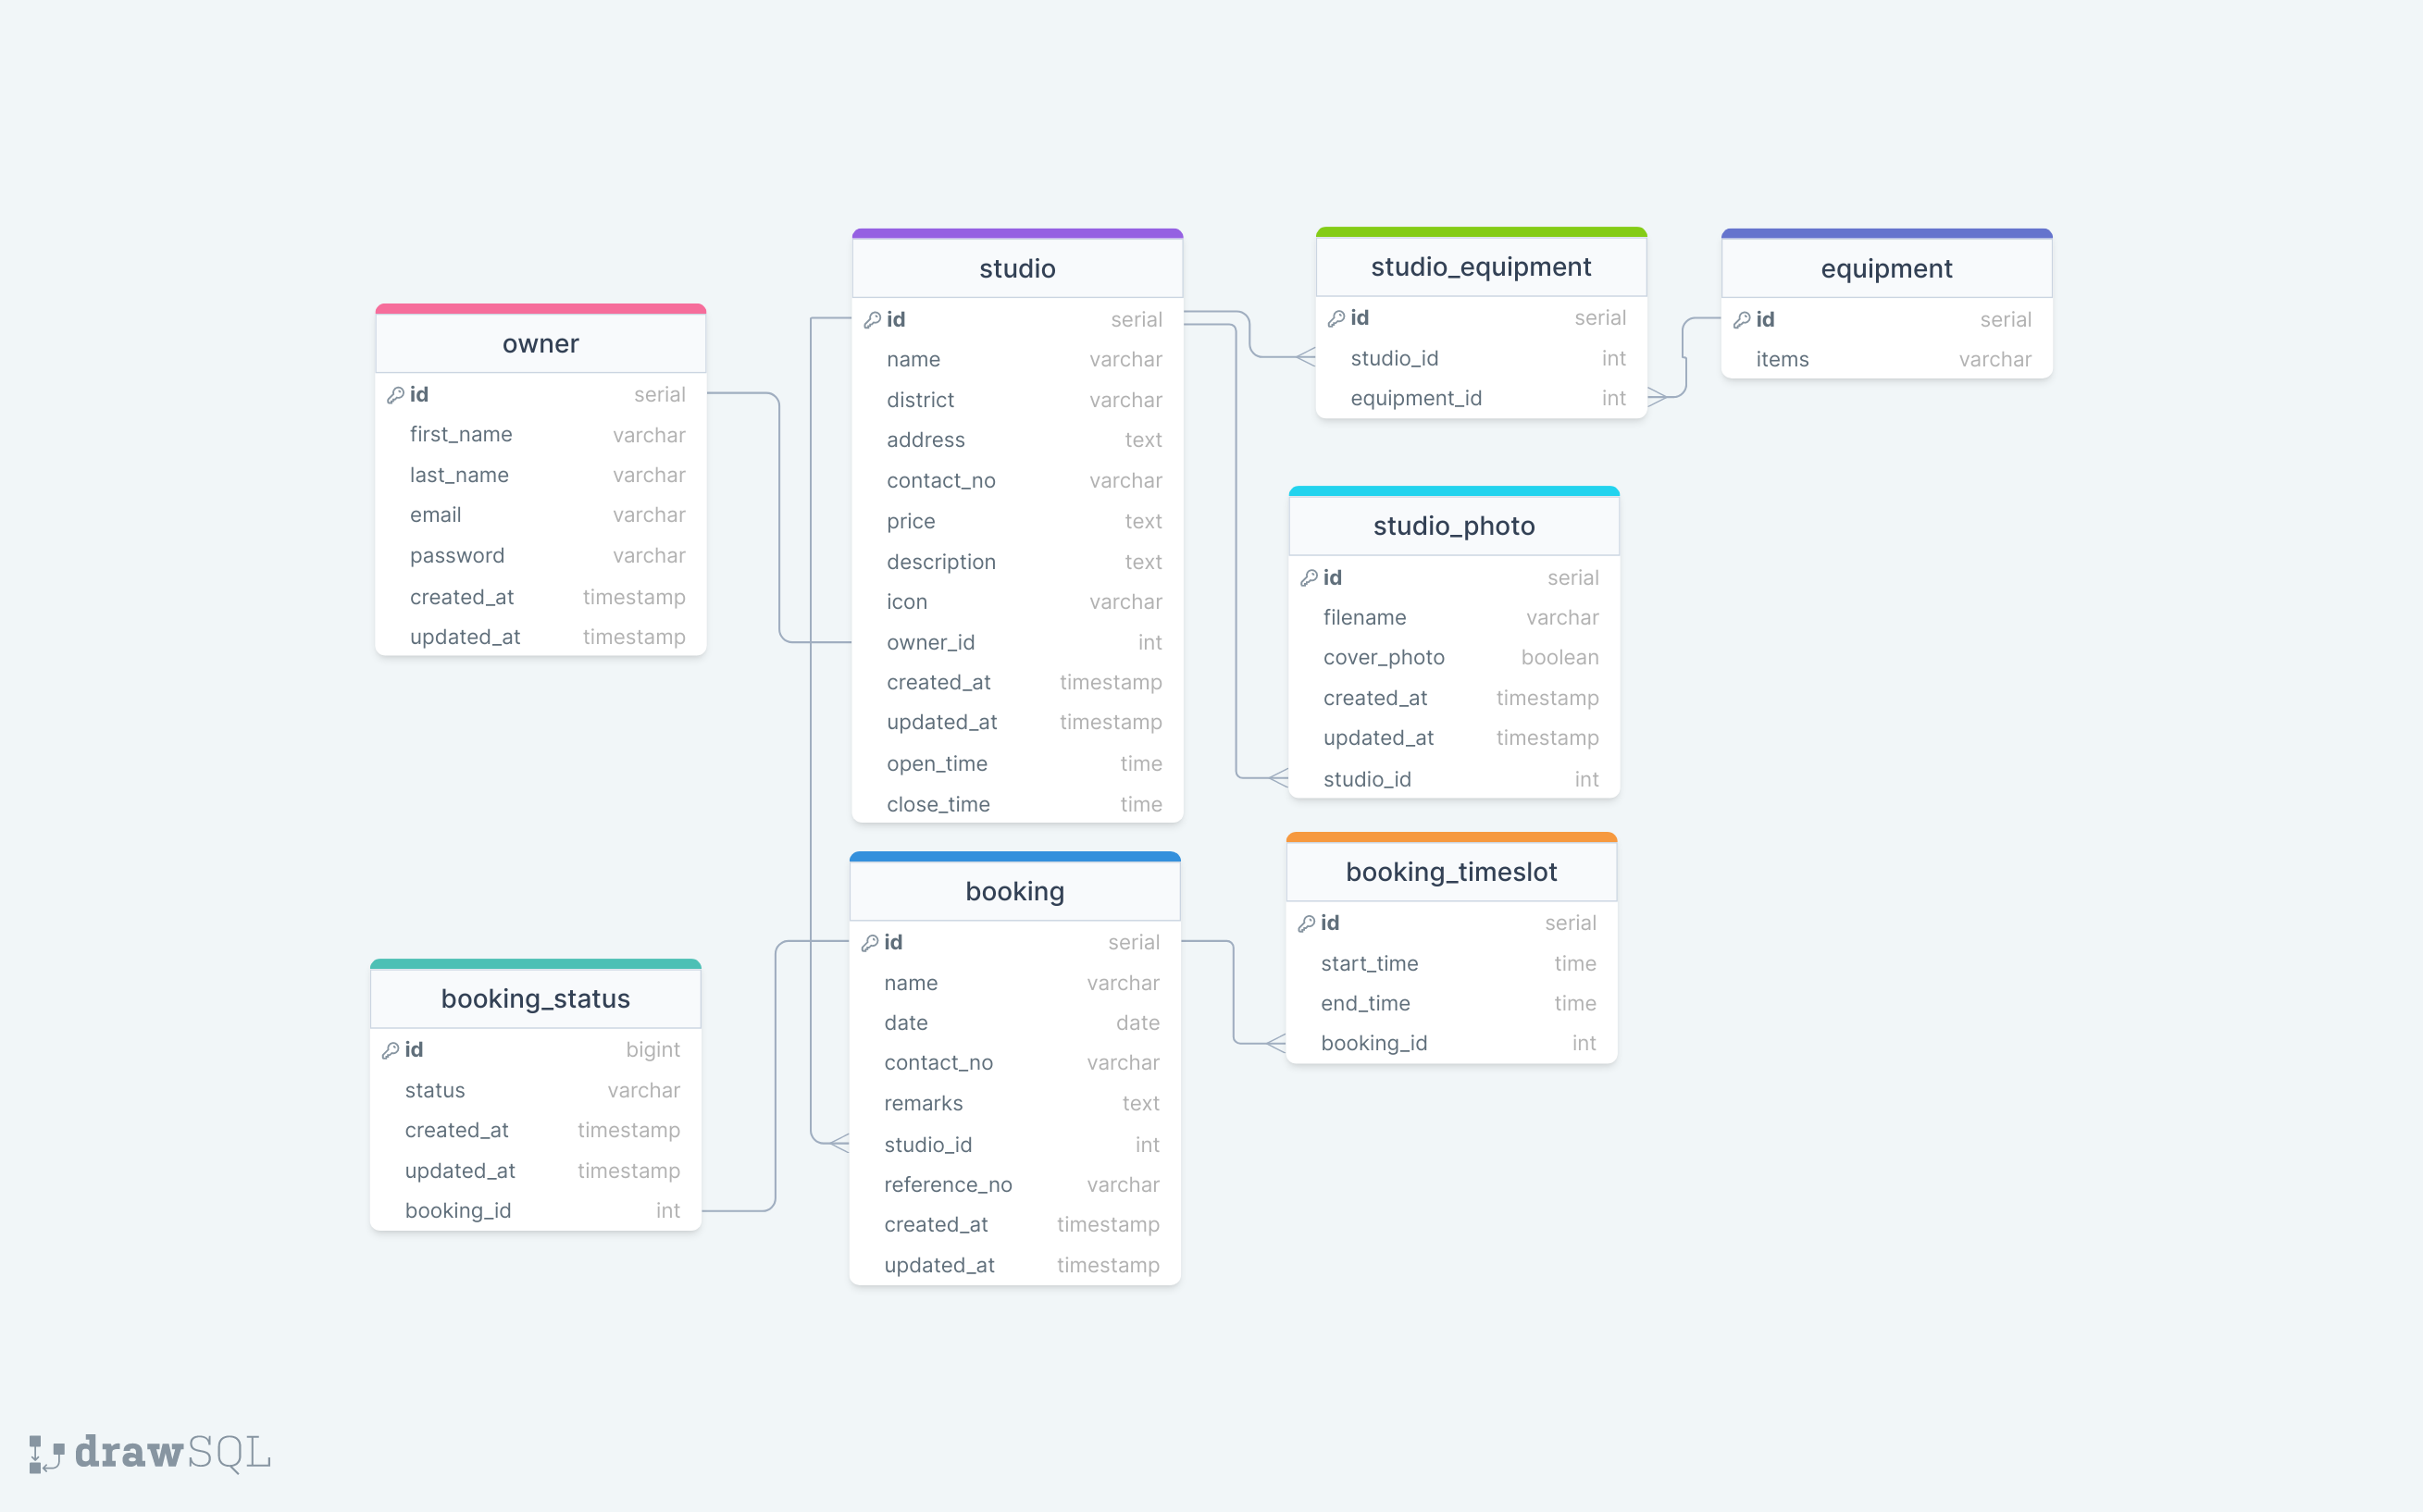 owner
id serial
first_name varchar
last_name varchar
email varchar
password varchar
created_at timestamp
updated_at timestamp
studio
id serial
name varchar
district varchar
address text
contact_no varchar
price text
description text
icon varchar
owner_id int
created_at timestamp
updated_at timestamp
open_time time
close_time time
studio_equipment
id serial
studio_id int
equipment_id int
equipment
id serial
items varchar
studio_photo
id serial
filename varchar
cover_photo boolean
created_at timestamp
updated_at timestamp
studio_id int
booking_status
id bigint
status varchar
created_at timestamp
updated_at timestamp
booking_id int
booking
id serial
name varchar
date date
contact_no varchar
remarks text
studio_id int
reference_no varchar
created_at timestamp
updated_at timestamp
booking_timeslot
id serial
start_time time
end_time time
booking_id int
drawSQL